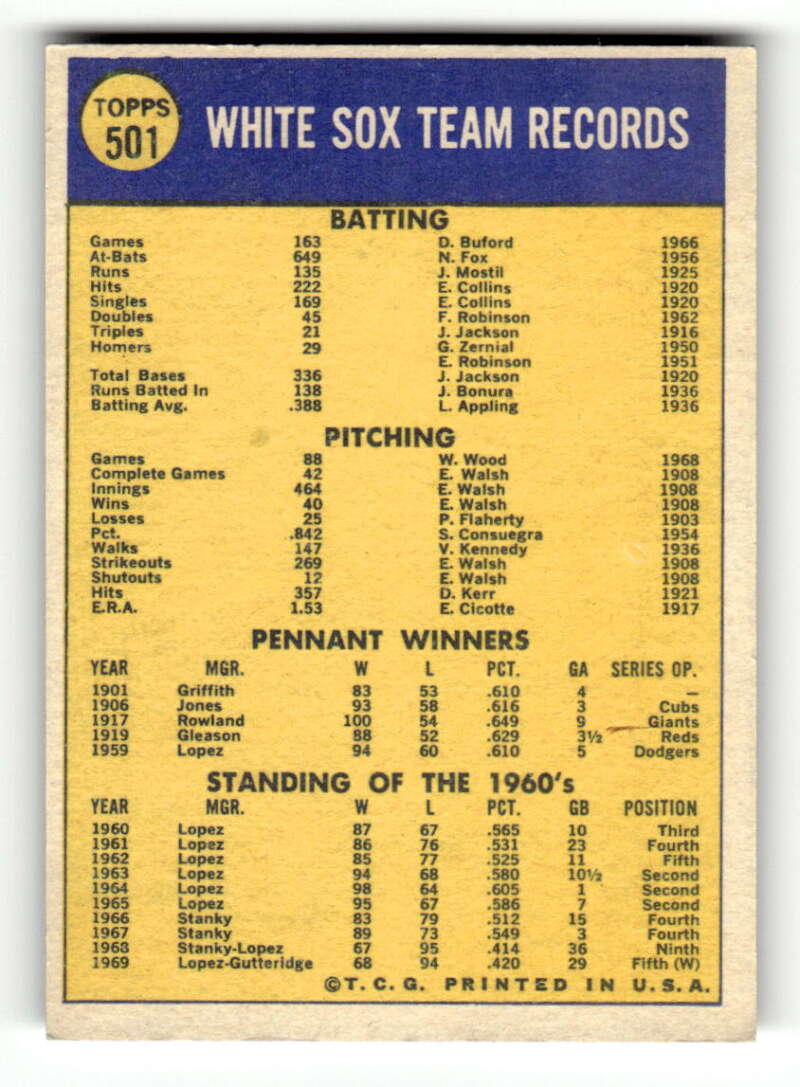 TOPPS
501
WHITE SOX TEAM RECORDS
BATTING
Games 163 D. Buford 1966
At-Bats 649 N. Fox 1956
Runs 135 J. Mostil 1925
Hits 222 E. Collins 1920
Singles 169 E. Collins 1920
Doubles 45 F. Robinson 1962
Triples 21 J. Jackson 1916
Homers 29 G. Zernial 1950
E. Robinson 1951
Total Bases 336 J. Jackson 1920
Runs Batted In 138 J. Bonura 1936
Batting Avg. .388 L. Appling 1936
PITCHING
Games 88 W. Wood 1968
Complete Games 42 E. Walsh 1908
Innings 464 E. Walsh 1908
Wins 40 E. Walsh 1908
Losses 25 P. Flaherty 1903
Pct. .842 S. Consuegra 1954
Walks 147 V. Kennedy 1936
Strikeouts 269 E. Walsh 1908
Shutouts 12 E. Walsh 1908
Hits 357 D. Kerr 1921
E.R.A. 1.53 E. Cicotte 1917
PENNANT WINNERS
YEAR MGR. W L PCT. GA SERIES OP.
1901 Griffith 83 53 .610 4 —
1906 Jones 93 58 .616 3 Cubs
1917 Rowland 100 54 .649 9 Giants
1919 Gleason 88 52 .629 3½ Reds
1959 Lopez 94 60 .610 5 Dodgers
STANDING OF THE 1960's
YEAR MGR. W L PCT. GB POSITION
1960 Lopez 87 67 .565 10 Third
1961 Lopez 86 76 .531 23 Fourth
1962 Lopez 85 77 .525 11 Fifth
1963 Lopez 94 68 .580 10½ Second
1964 Lopez 98 64 .605 1 Second
1965 Lopez 95 67 .586 7 Second
1966 Stanky 83 79 .512 15 Fourth
1967 Stanky 89 73 .549 3 Fourth
1968 Stanky-Lopez 67 95 .414 36 Ninth
1969 Lopez-Gutteridge 68 94 .420 29 Fifth (W)
©T.C.G. PRINTED IN U.S.A.